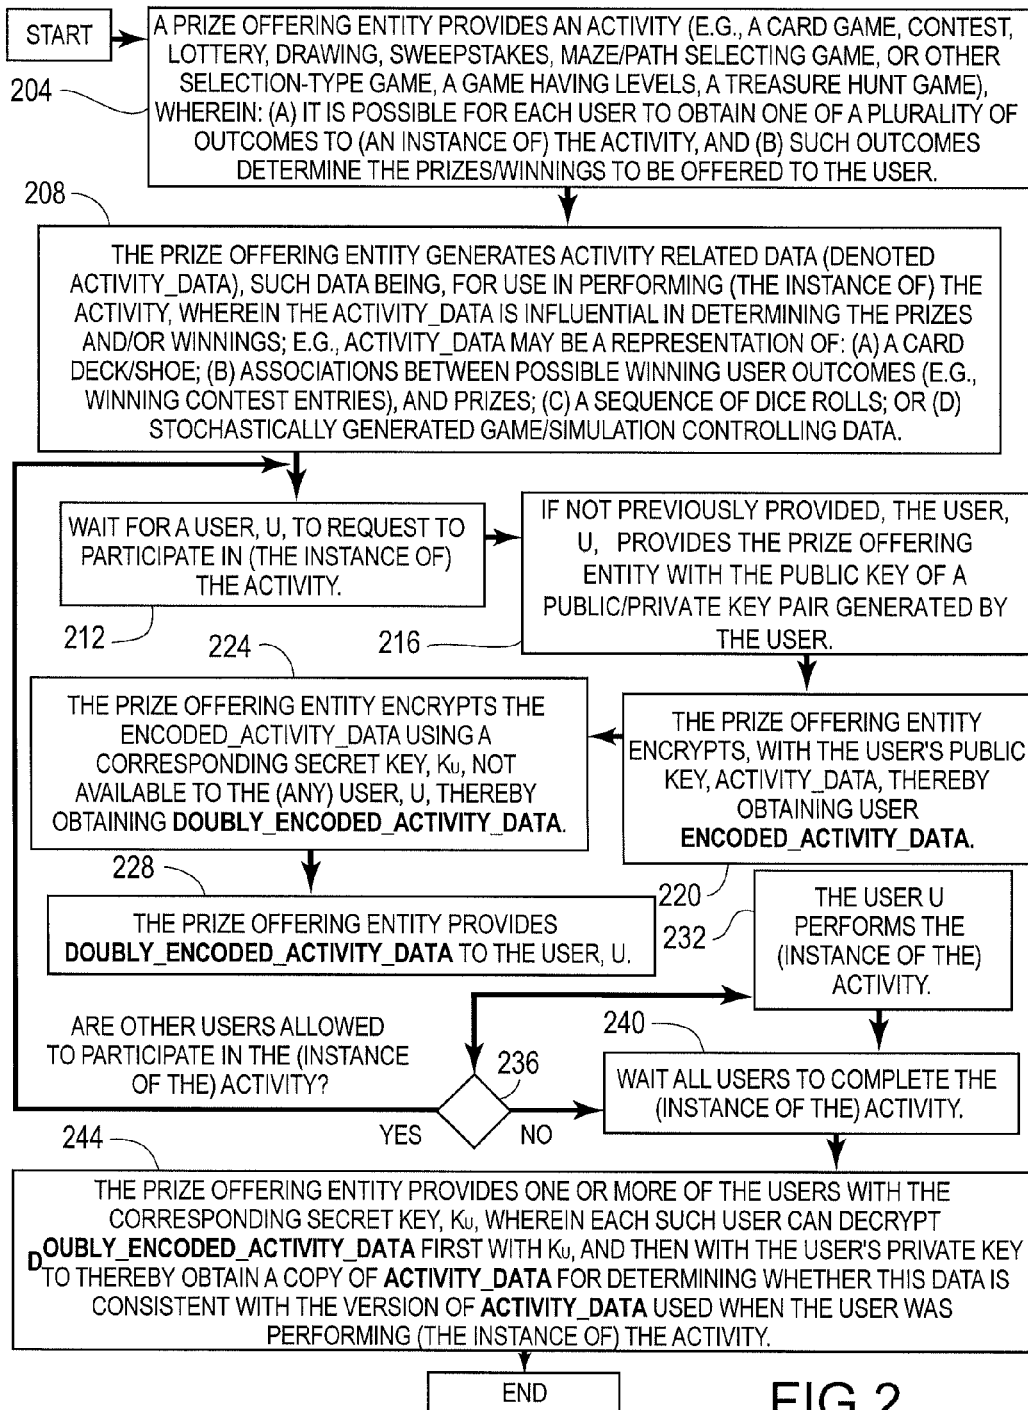 START
A PRIZE OFFERING ENTITY PROVIDES AN ACTIVITY (E.G., A CARD GAME, CONTEST,
LOTTERY, DRAWING, SWEEPSTAKES, MAZE/PATH SELECTING GAME, OR OTHER
SELECTION-TYPE GAME, A GAME HAVING LEVELS, A TREASURE HUNT GAME),
WHEREIN: (A) IT IS POSSIBLE FOR EACH USER TO OBTAIN ONE OF A PLURALITY OF
OUTCOMES TO (AN INSTANCE OF) THE ACTIVITY, AND (B) SUCH OUTCOMES
DETERMINE THE PRIZES/WINNINGS TO BE OFFERED TO THE USER.
204
208
THE PRIZE OFFERING ENTITY GENERATES ACTIVITY RELATED DATA (DENOTED
ACTIVITY_DATA), SUCH DATA BEING, FOR USE IN PERFORMING (THE INSTANCE OF) THE
ACTIVITY, WHEREIN THE ACTIVITY_DATA IS INFLUENTIAL IN DETERMINING THE PRIZES
AND/OR WINNINGS; E.G., ACTIVITY_DATA MAY BE A REPRESENTATION OF: (A) A CARD
DECK/SHOE; (B) ASSOCIATIONS BETWEEN POSSIBLE WINNING USER OUTCOMES (E.G.,
WINNING CONTEST ENTRIES), AND PRIZES; (C) A SEQUENCE OF DICE ROLLS; OR (D)
STOCHASTICALLY GENERATED GAME/SIMULATION CONTROLLING DATA.
WAIT FOR A USER, U, TO REQUEST TO
PARTICIPATE IN (THE INSTANCE OF)
THE ACTIVITY.
212
IF NOT PREVIOUSLY PROVIDED, THE USER,
U, PROVIDES THE PRIZE OFFERING
ENTITY WITH THE PUBLIC KEY OF A
PUBLIC/PRIVATE KEY PAIR GENERATED BY
THE USER.
216
224
THE PRIZE OFFERING ENTITY ENCRYPTS THE
ENCODED_ACTIVITY_DATA USING A
CORRESPONDING SECRET KEY, KU, NOT
AVAILABLE TO THE (ANY) USER, U, THEREBY
OBTAINING DOUBLY_ENCODED_ACTIVITY_DATA.
THE PRIZE OFFERING ENTITY
ENCRYPTS, WITH THE USER'S PUBLIC
KEY, ACTIVITY_DATA, THEREBY
OBTAINING USER
ENCODED_ACTIVITY_DATA.
220
228
THE PRIZE OFFERING ENTITY PROVIDES
DOUBLY_ENCODED_ACTIVITY_DATA TO THE USER, U.
232
THE USER U
PERFORMS THE
(INSTANCE OF THE)
ACTIVITY.
ARE OTHER USERS ALLOWED
TO PARTICIPATE IN THE (INSTANCE
OF THE) ACTIVITY?
236
YES
NO
240
WAIT ALL USERS TO COMPLETE THE
(INSTANCE OF THE) ACTIVITY.
244
THE PRIZE OFFERING ENTITY PROVIDES ONE OR MORE OF THE USERS WITH THE
CORRESPONDING SECRET KEY, KU, WHEREIN EACH SUCH USER CAN DECRYPT
DOUBLY_ENCODED_ACTIVITY_DATA FIRST WITH KU, AND THEN WITH THE USER'S PRIVATE KEY
TO THEREBY OBTAIN A COPY OF ACTIVITY_DATA FOR DETERMINING WHETHER THIS DATA IS
CONSISTENT WITH THE VERSION OF ACTIVITY_DATA USED WHEN THE USER WAS
PERFORMING (THE INSTANCE OF) THE ACTIVITY.
END
FIG.2